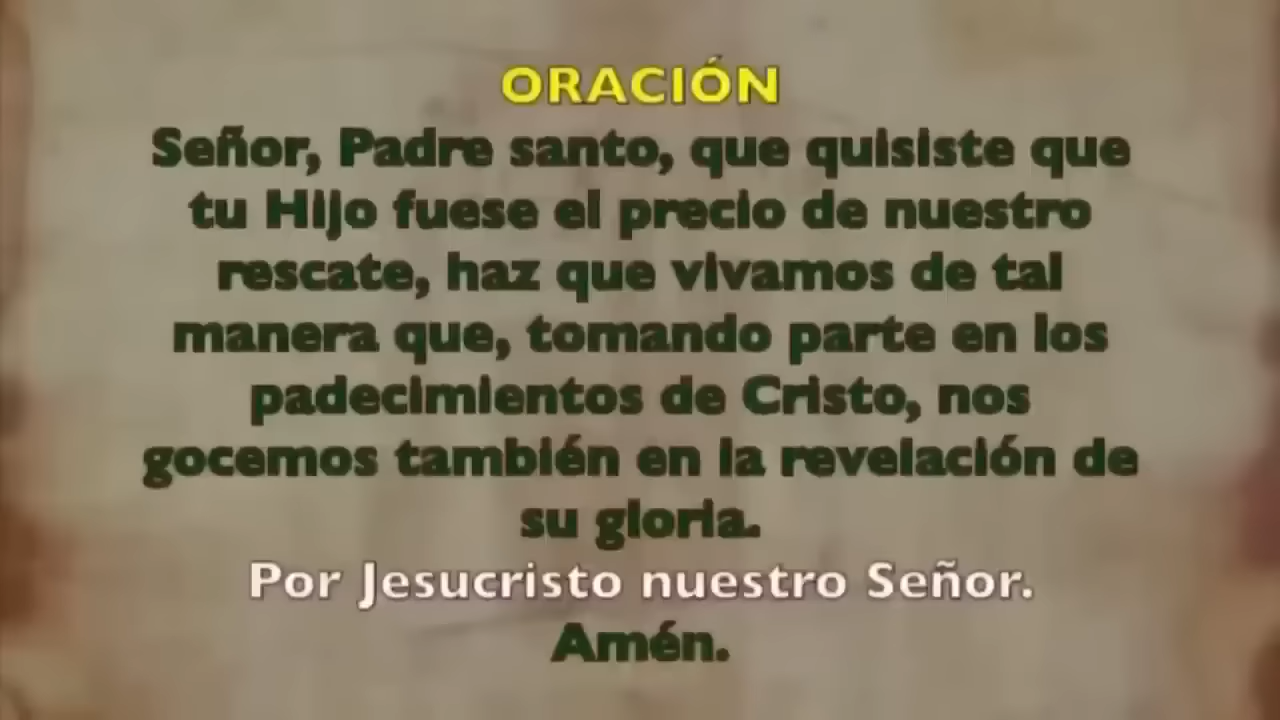 ORACIÓN
Señor, Padre santo, que quisiste que
tu Hijo fuese el precio de nuestro
rescate, haz que vivamos de tal
manera que, tomando parte en los
padecimientos de Cristo, nos
gocemos también en la revelación de
su gloria.
Por Jesucristo nuestro Señor.
Amén.